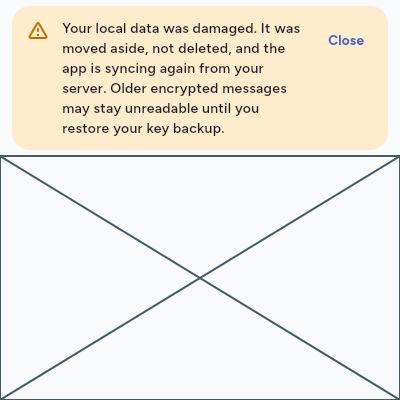 Your local data was damaged. It was
moved aside, not deleted, and the
app is syncing again from your
server. Older encrypted messages
may stay unreadable until you
restore your key backup.
Close